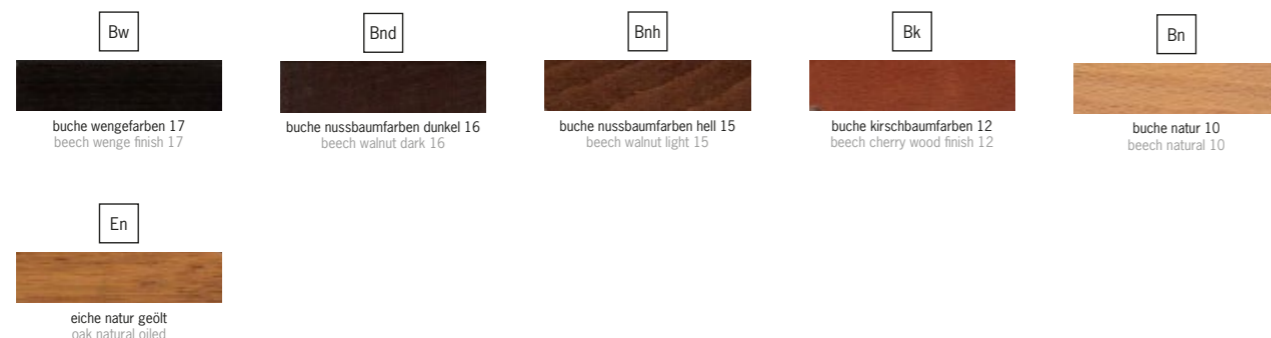 Bw
buche wengefarben 17
beech wenge finish 17
Bnd
buche nussbaumfarben dunkel 16
beech walnut dark 16
Bnh
buche nussbaumfarben hell 15
beech walnut light 15
Bk
buche kirschbaumfarben 12
beech cherry wood finish 12
Bn
buche natur 10
beech natural 10
En
eiche natur geölt
oak natural oiled